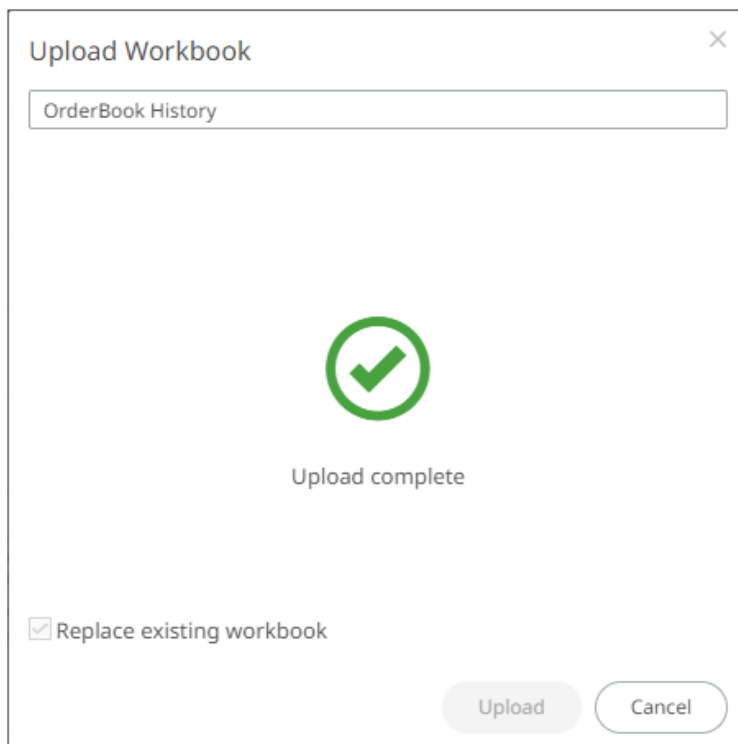 Upload Workbook
OrderBook History
Upload complete
Replace existing workbook
Upload
Cancel